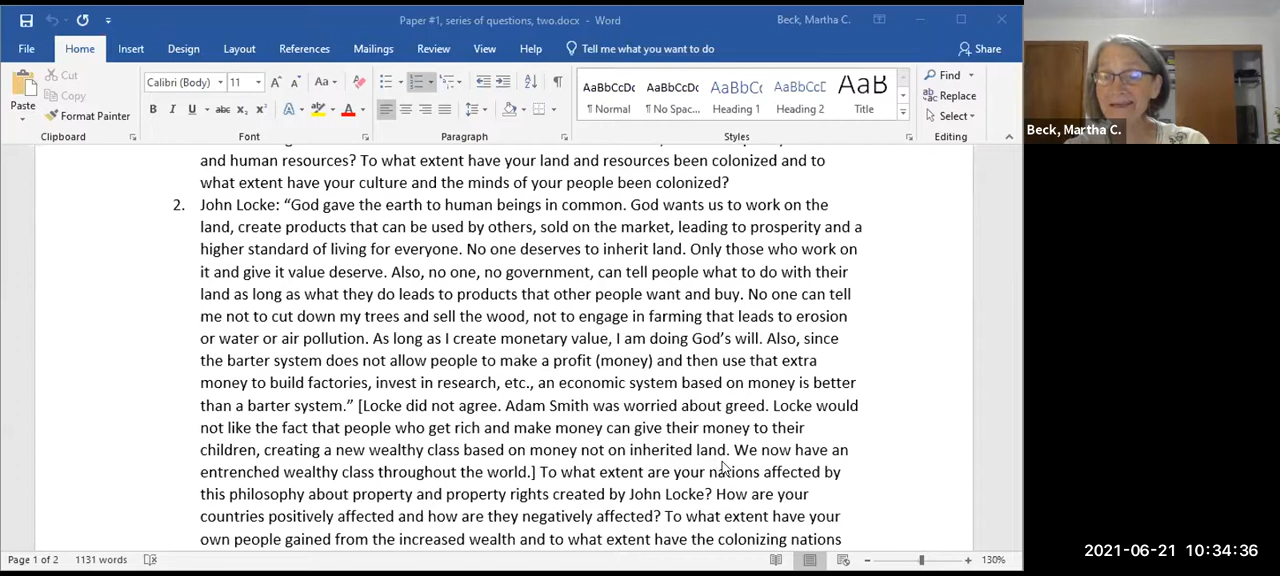 Paper #1, series of questions, two.docx - Word
Beck, Martha C.
File Home Insert Design Layout References Mailings Review View Help Tell me what you want to do Share
Paste
Cut
Copy
Format Painter
Clipboard
Calibri (Body) 11
Font
Paragraph
AaBbCcDc AaBbCcDc AaBbCc AaBbCcC AaB
¶ Normal ¶ No Spac... Heading 1 Heading 2 Title
Styles
Find
Replace
Select
Editing
Beck, Martha C.
and human resources? To what extent have your land and resources been colonized and to
what extent have your culture and the minds of your people been colonized?
2. John Locke: “God gave the earth to human beings in common. God wants us to work on the
land, create products that can be used by others, sold on the market, leading to prosperity and a
higher standard of living for everyone. No one deserves to inherit land. Only those who work on
it and give it value deserve. Also, no one, no government, can tell people what to do with their
land as long as what they do leads to products that other people want and buy. No one can tell
me not to cut down my trees and sell the wood, not to engage in farming that leads to erosion
or water or air pollution. As long as I create monetary value, I am doing God’s will. Also, since
the barter system does not allow people to make a profit (money) and then use that extra
money to build factories, invest in research, etc., an economic system based on money is better
than a barter system.” [Locke did not agree. Adam Smith was worried about greed. Locke would
not like the fact that people who get rich and make money can give their money to their
children, creating a new wealthy class based on money not on inherited land. We now have an
entrenched wealthy class throughout the world.] To what extent are your nations affected by
this philosophy about property and property rights created by John Locke? How are your
countries positively affected and how are they negatively affected? To what extent have your
own people gained from the increased wealth and to what extent have the colonizing nations
Page 1 of 2 1131 words
130%
2021-06-21 10:34:36